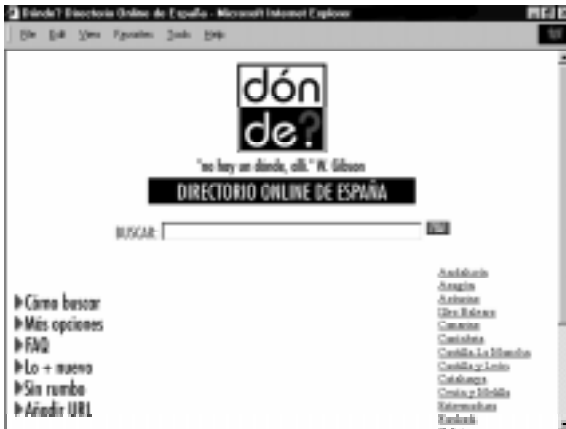 Dónde? Directorio Online de España - Microsoft Internet Explorer
File Edit View Favorites Tools Help
dón
de?
"no hay un dónde, allí." W. Gibson
DIRECTORIO ONLINE DE ESPAÑA
BUSCAR:
Cómo buscar
Más opciones
FAQ
Lo + nuevo
Sin rumbo
Añadir URL
Andalucía
Aragón
Asturias
Illes Balears
Canarias
Cantabria
Castilla La Mancha
Castilla y León
Catalunya
Ceuta y Melilla
Extremadura
Euskadi